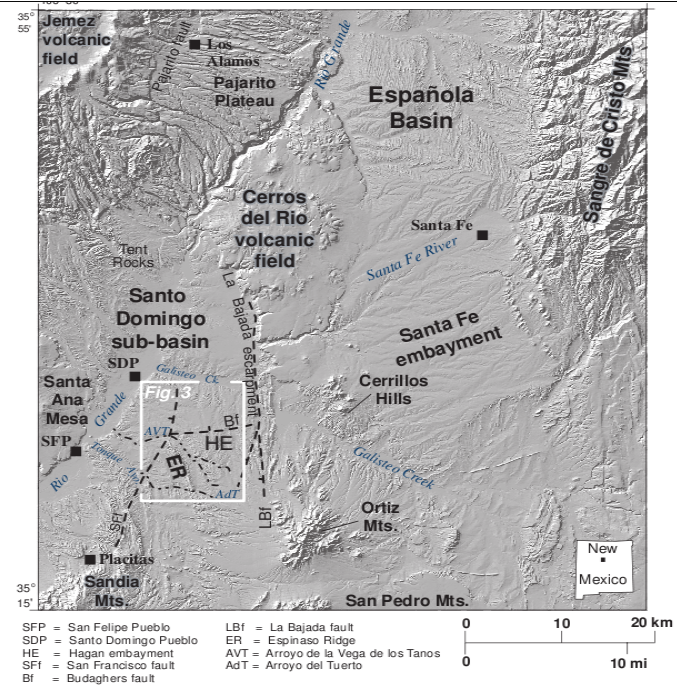 35°
55'
Jemez
volcanic
field
Pajarito fault
Los
Alamos
Pajarito
Plateau
Rio Grande
Española
Basin
Sangre de Cristo Mts
Cerros
del Rio
volcanic
field
Santa Fe
Santa Fe River
Tent
Rocks
La Bajada escarpment
Santo
Domingo
sub-basin
Santa Fe
embayment
SDP
Galisteo Ck
Santa
Ana
Mesa
Fig. 3
Cerrillos
Hills
Rio Grande
SFP
AVT
Bf
HE
Tonque Arr.
ER
Galisteo Creek
AdT
LBf
SFf
Ortiz
Mts.
Placitas
Sandia
Mts.
New
Mexico
35°
15'
San Pedro Mts.
SFP = San Felipe Pueblo
SDP = Santo Domingo Pueblo
HE = Hagan embayment
SFf = San Francisco fault
Bf = Budaghers fault
LBf = La Bajada fault
ER = Espinaso Ridge
AVT = Arroyo de la Vega de los Tanos
AdT = Arroyo del Tuerto
0 10 20 km
0 10 mi